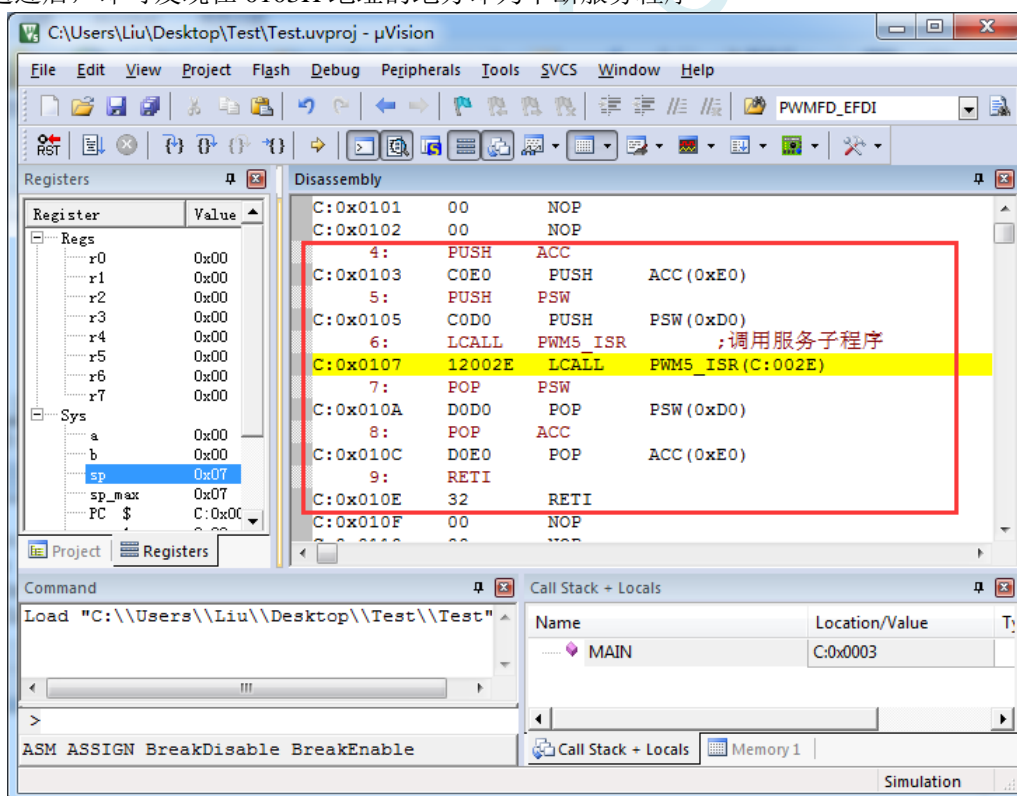 C:\Users\Liu\Desktop\Test\Test.uvproj - µVision
File Edit View Project Flash Debug Peripherals Tools SVCS Window Help
PWMFD_EFDI
RST
Registers
Disassembly
Register Value
Regs
r0 0x00
r1 0x00
r2 0x00
r3 0x00
r4 0x00
r5 0x00
r6 0x00
r7 0x00
Sys
a 0x00
b 0x00
sp 0x07
sp_max 0x07
PC $ C:0x00
C:0x0101 00 NOP
C:0x0102 00 NOP
4: PUSH ACC
C:0x0103 C0E0 PUSH ACC(0xE0)
5: PUSH PSW
C:0x0105 C0D0 PUSH PSW(0xD0)
6: LCALL PWM5_ISR ;调用服务子程序
C:0x0107 12002E LCALL PWM5_ISR(C:002E)
7: POP PSW
C:0x010A D0D0 POP PSW(0xD0)
8: POP ACC
C:0x010C D0E0 POP ACC(0xE0)
9: RETI
C:0x010E 32 RETI
C:0x010F 00 NOP
Project Registers
Command
Load "C:\\Users\\Liu\\Desktop\\Test\\Test"
>
ASM ASSIGN BreakDisable BreakEnable
Call Stack + Locals
Name Location/Value
MAIN C:0x0003
Call Stack + Locals Memory 1
Simulation